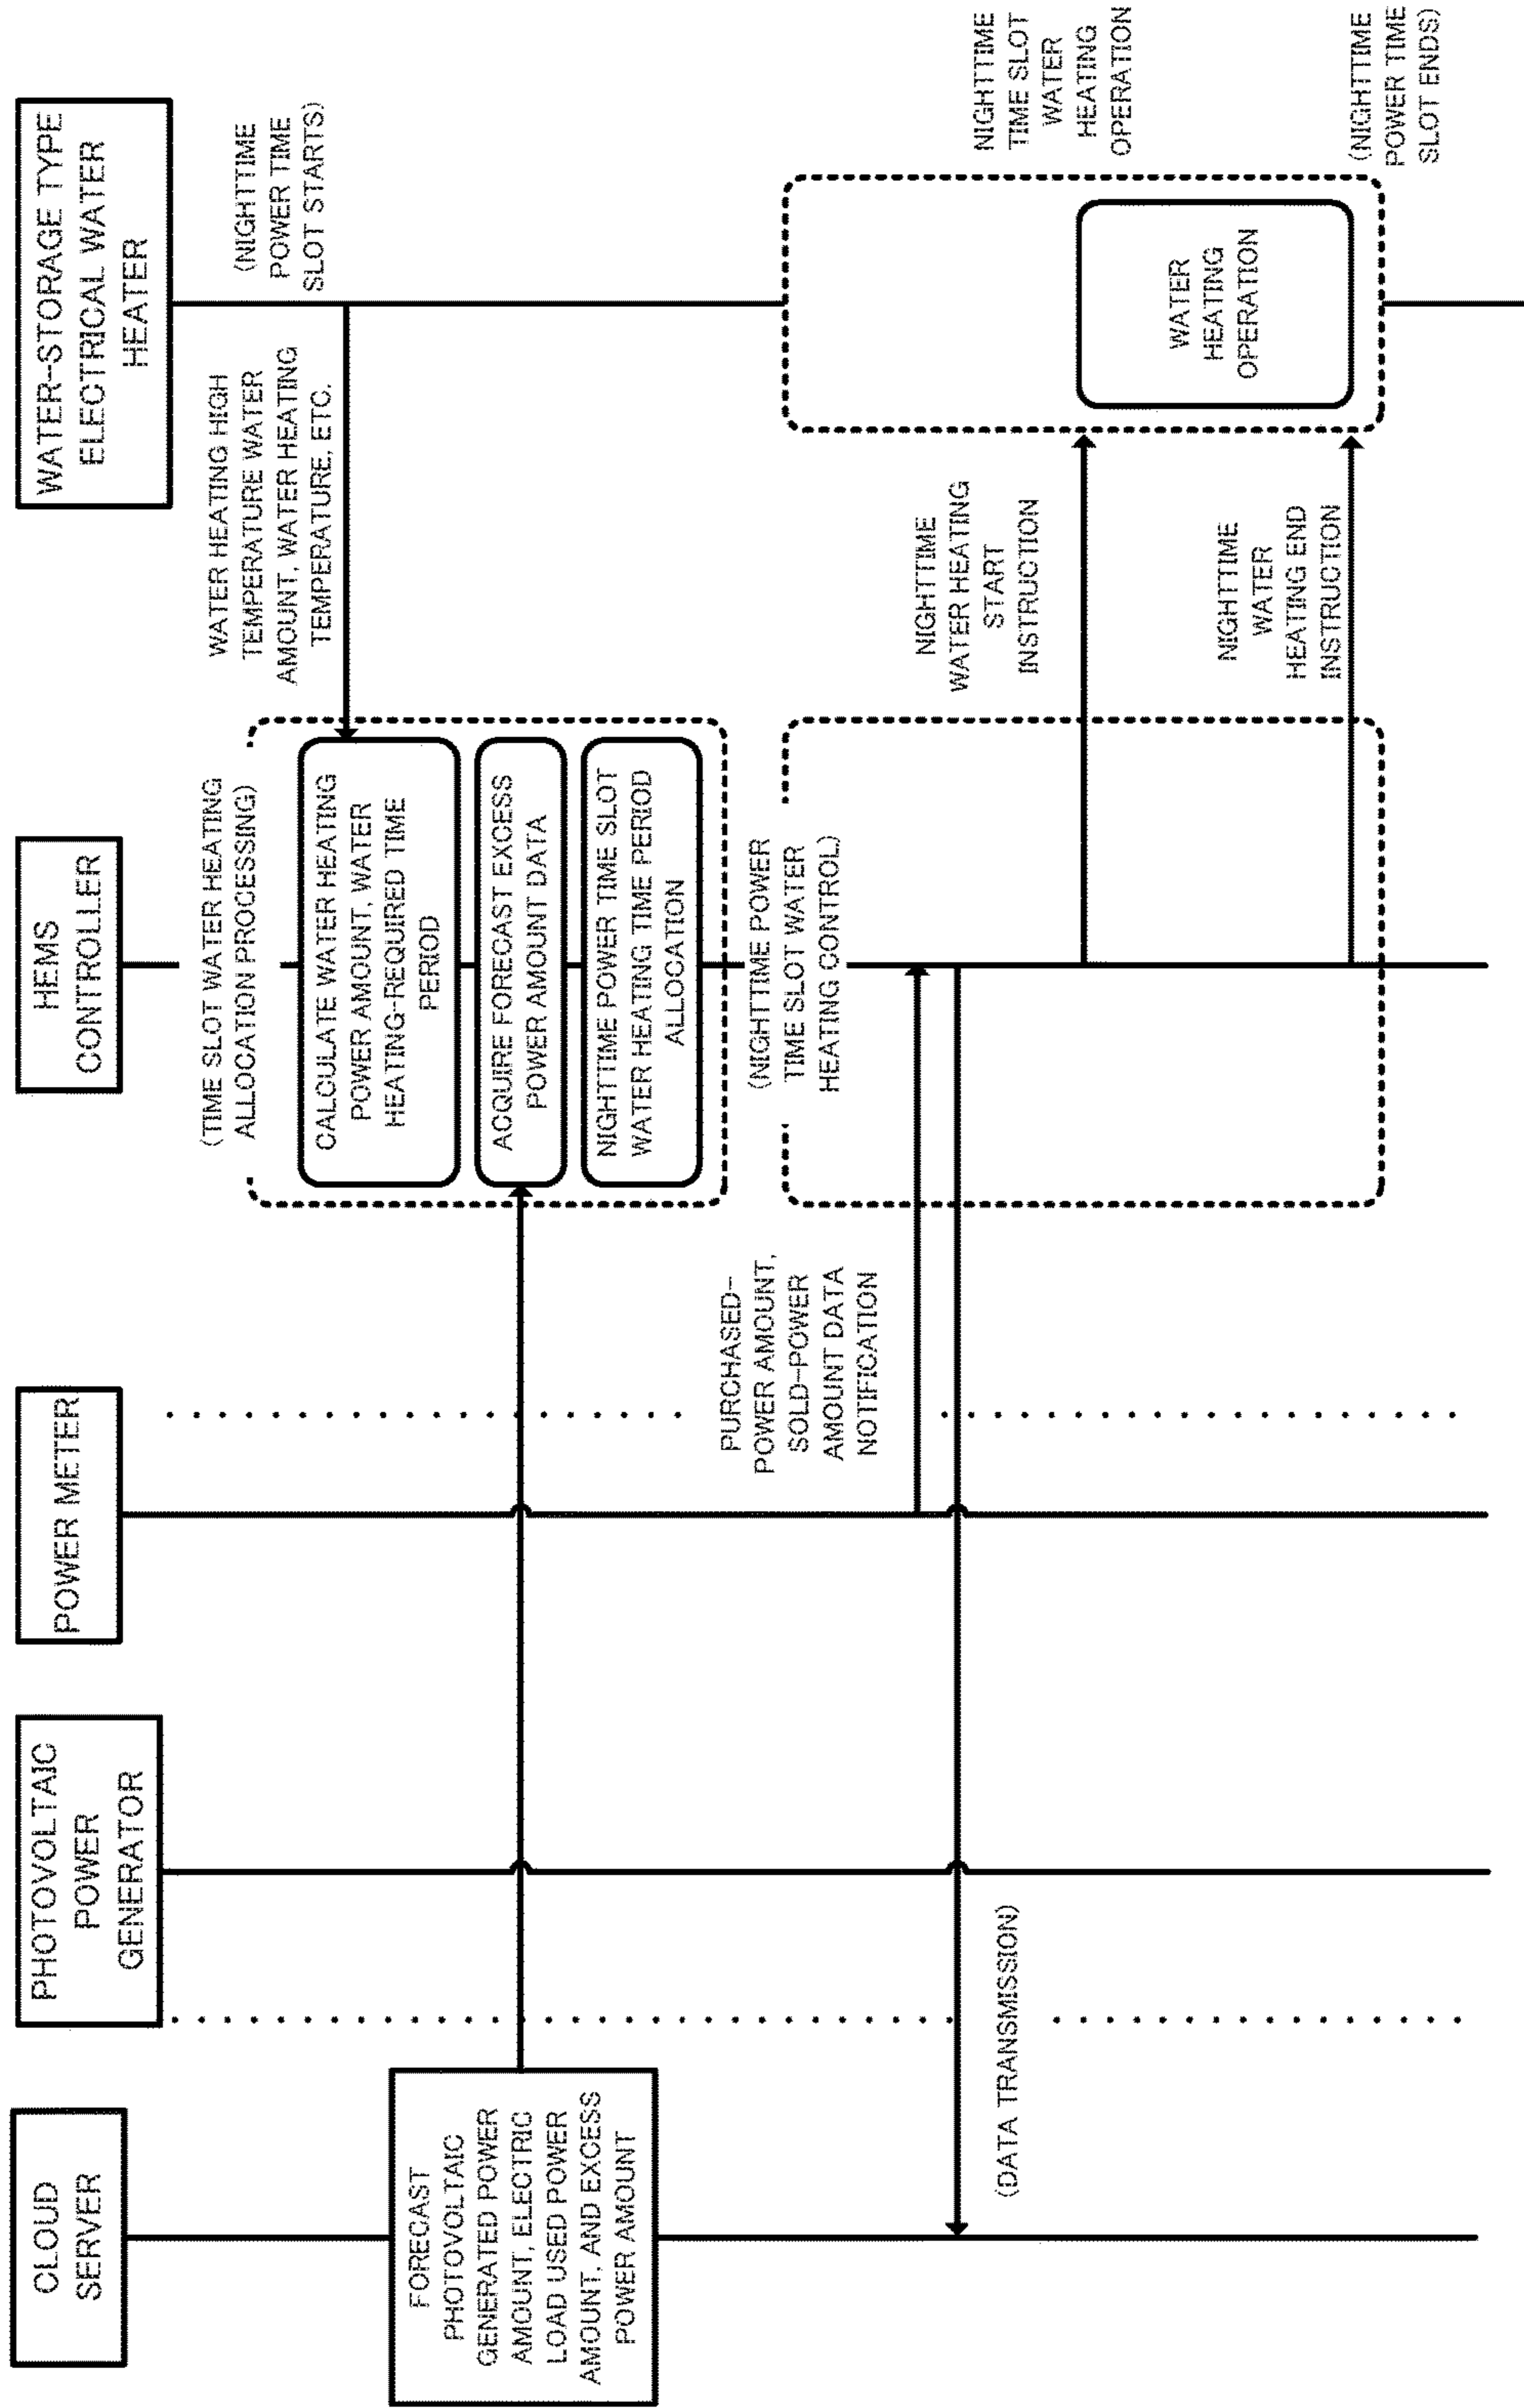 CLOUD
SERVER
PHOTOVOLTAIC
POWER
GENERATOR
POWER METER
HEMS
CONTROLLER
WATER-STORAGE TYPE
ELECTRICAL WATER
HEATER
(NIGHTTIME
POWER TIME
SLOT STARTS)
(TIME SLOT WATER HEATING
ALLOCATION PROCESSING)
WATER HEATING HIGH
TEMPERATURE WATER
AMOUNT, WATER HEATING
TEMPERATURE, ETC.
CALCULATE WATER HEATING
POWER AMOUNT, WATER
HEATING-REQUIRED TIME
PERIOD
FORECAST
PHOTOVOLTAIC
GENERATED POWER
AMOUNT, ELECTRIC
LOAD USED POWER
AMOUNT, AND EXCESS
POWER AMOUNT
ACQUIRE FORECAST EXCESS
POWER AMOUNT DATA
NIGHTTIME POWER TIME SLOT
WATER HEATING TIME PERIOD
ALLOCATION
PURCHASED-
POWER AMOUNT,
SOLD-POWER
AMOUNT DATA
NOTIFICATION
(NIGHTTIME POWER
TIME SLOT WATER
HEATING CONTROL)
(DATA TRANSMISSION)
NIGHTTIME
WATER HEATING
START
INSTRUCTION
NIGHTTIME
TIME SLOT
WATER
HEATING
OPERATION
WATER
HEATING
OPERATION
NIGHTTIME
WATER
HEATING END
INSTRUCTION
(NIGHTTIME
POWER TIME
SLOT ENDS)